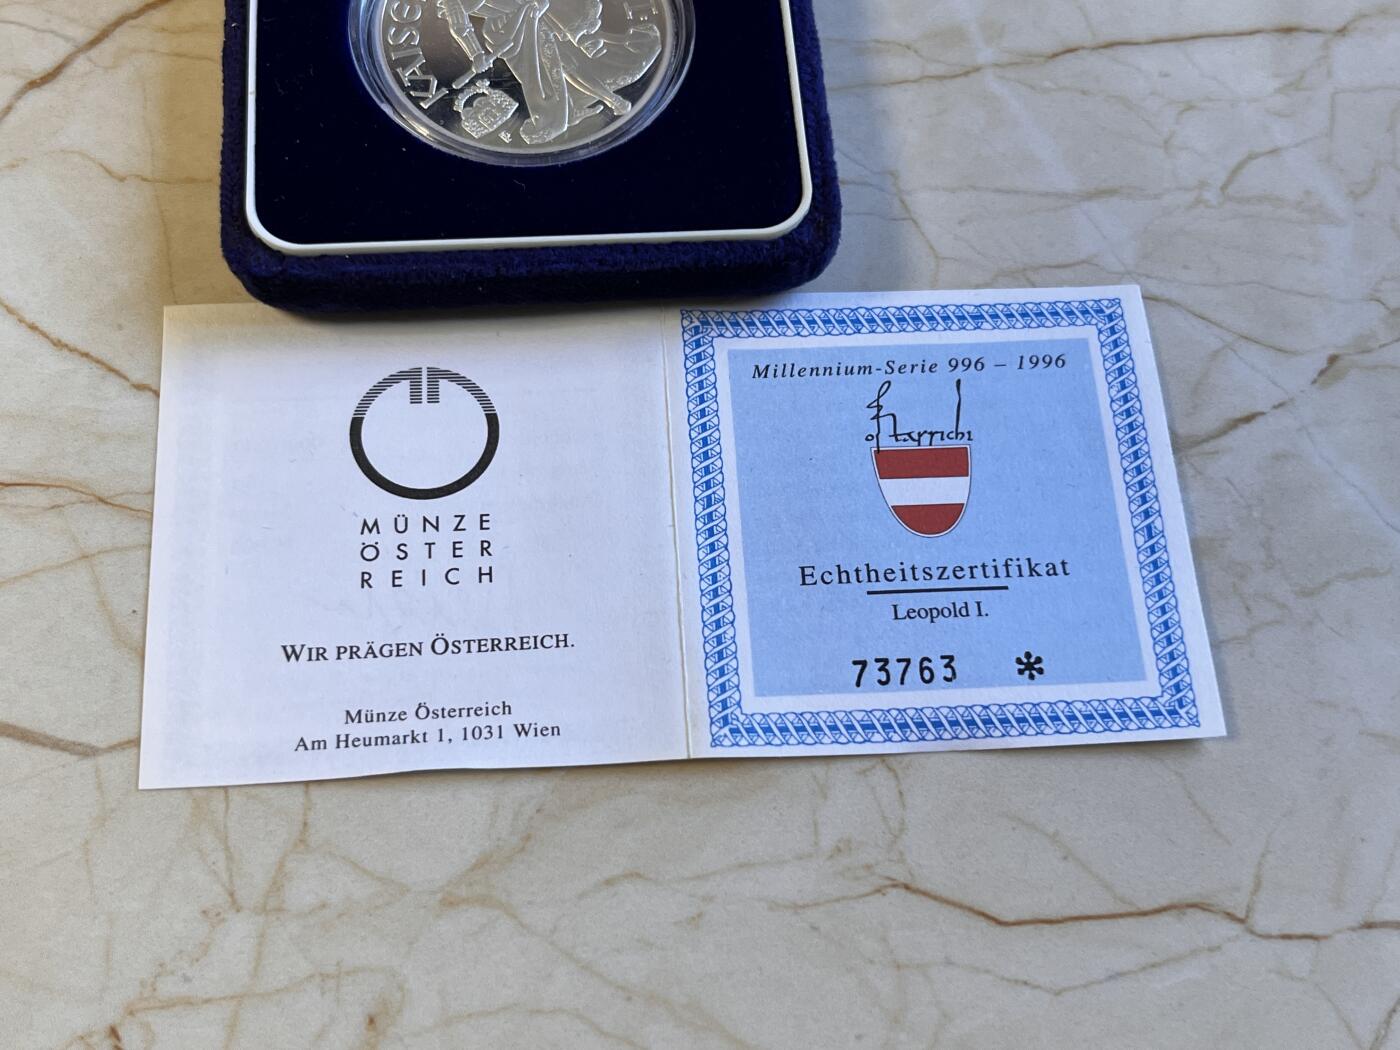 MÜNZE
ÖSTER
REICH
WIR PRÄGEN ÖSTERREICH.
Münze Österreich
Am Heumarkt 1, 1031 Wien
Millennium-Serie 996 – 1996
Echtheitszertifikat
Leopold I.
73763 *